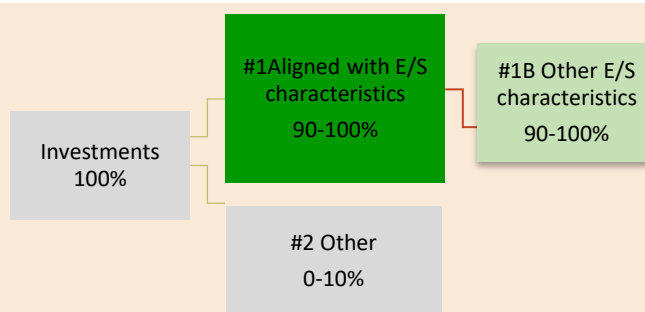 #1Aligned with E/S
characteristics
90-100%
#1B Other E/S
characteristics
90-100%
Investments
100%
#2 Other
0-10%